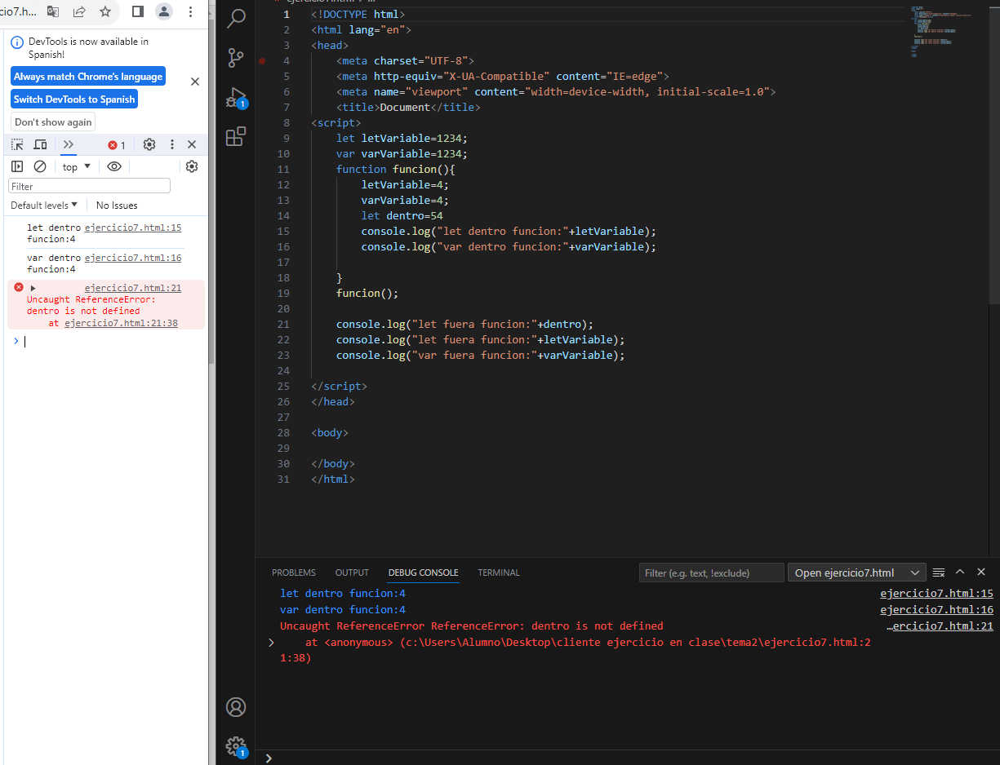 cio7.h...
DevTools is now available in
Spanish!
Always match Chrome's language
Switch DevTools to Spanish
Don't show again
1
top
Filter
Default levels
No Issues
let dentro ejercicio7.html:15
funcion:4
var dentro ejercicio7.html:16
funcion:4
ejercicio7.html:21
Uncaught ReferenceError:
dentro is not defined
at ejercicio7.html:21:38
>
1
1
1 <!DOCTYPE html>
2 <html lang="en">
3 <head>
4 <meta charset="UTF-8">
5 <meta http-equiv="X-UA-Compatible" content="IE=edge">
6 <meta name="viewport" content="width=device-width, initial-scale=1.0">
7 <title>Document</title>
8 <script>
9 let letVariable=1234;
10 var varVariable=1234;
11 function funcion(){
12 letVariable=4;
13 varVariable=4;
14 let dentro=54
15 console.log("let dentro funcion:"+letVariable);
16 console.log("var dentro funcion:"+varVariable);
17
18 }
19 funcion();
20
21 console.log("let fuera funcion:"+dentro);
22 console.log("let fuera funcion:"+letVariable);
23 console.log("var fuera funcion:"+varVariable);
24
25 </script>
26 </head>
27
28 <body>
29
30 </body>
31 </html>
PROBLEMS OUTPUT DEBUG CONSOLE TERMINAL
Filter (e.g. text, !exclude)
Open ejercicio7.html
let dentro funcion:4 ejercicio7.html:15
var dentro funcion:4 ejercicio7.html:16
Uncaught ReferenceError ReferenceError: dentro is not defined …ercicio7.html:21
at <anonymous> (c:\Users\Alumno\Desktop\cliente ejercicio en clase\tema2\ejercicio7.html:2
1:38)
>